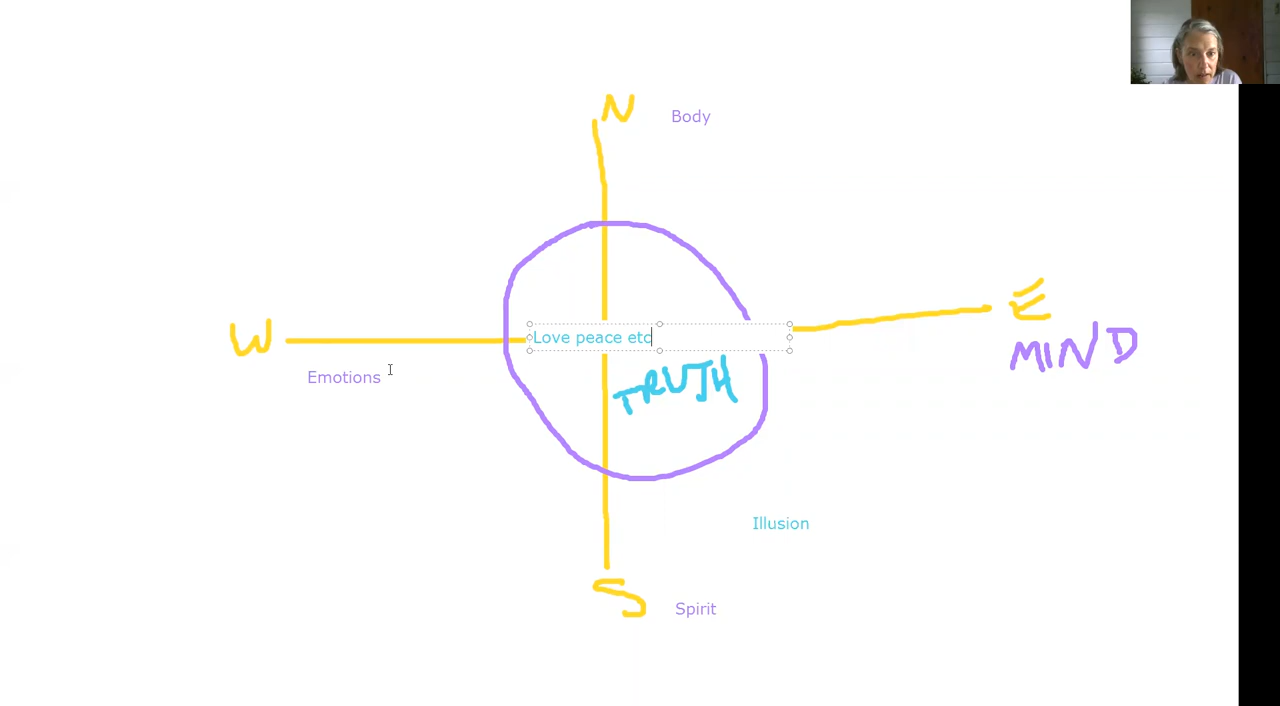 N
Body
E
W
Love peace etc
MIND
Emotions
TRUTH
Illusion
S
Spirit